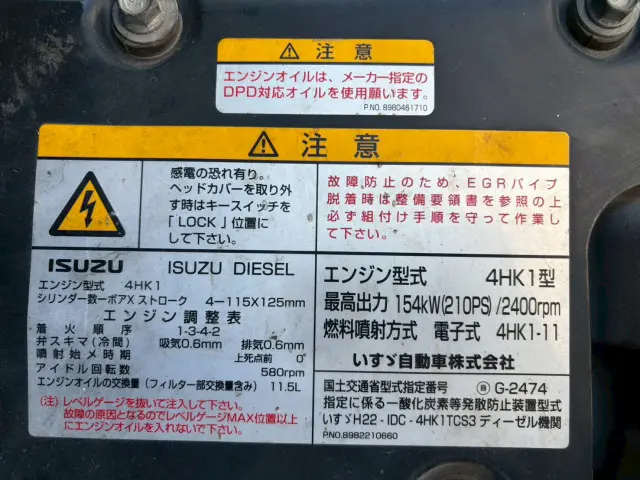 注意
エンジンオイルは、メーカー指定の
DPD対応オイルを使用願います。
P.NO.8980461710
注意
感電の恐れ有り。
ヘッドカバーを取り外
す時はキースイッチを
「LOCK」位置に
して下さい。
故障防止のため、EGRパイプ
脱着時は整備要領書を参照の上
必ず組付け手順を守って作業し
て下さい。
ISUZU ISUZU DIESEL
エンジン型式 4HK1
シリンダー数ーボアXストローク 4-115X125mm
エンジン調整表
着火順序 1-3-4-2
弁スキマ(冷間) 吸気0.6mm 排気0.6mm
噴射始メ時期 上死点前 0°
アイドル回転数 580rpm
エンジンオイルの交換量(フィルター部交換量含み) 11.5L
(注)レベルゲージを抜いて注入して下さい。
故障の原因となるのでレベルゲージMAX位置以上
にエンジンオイルを入れないで下さい。
エンジン型式 4HK1型
最高出力 154kW(210PS)/2400rpm
燃料噴射方式 電子式 4HK1-11
いすゞ自動車株式会社
国土交通省型式指定番号 G-2474
指定に係る一酸化炭素等発散防止装置型式
いすゞH22-IDC-4HK1TCS3 ディーゼル機関
P.NO.8982210660